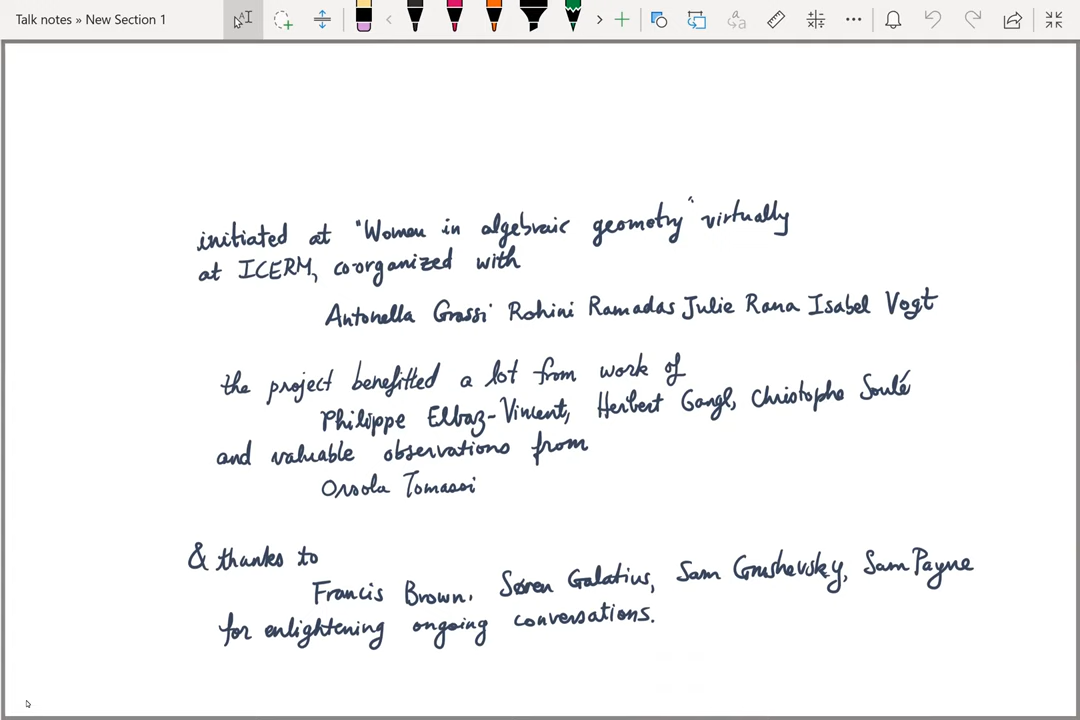 Talk notes » New Section 1
initiated at "Women in algebraic geometry" virtually
at ICERM, co-organized with
Antonella Grassi Rohini Ramadas Julie Rana Isabel Vogt
the project benefitted a lot from work of
Philippe Elbaz-Vincent, Herbert Gangl, Christophe Soulé
and valuable observations from
Orsola Tomassi
& thanks to
Francis Brown, Søren Galatius, Sam Grushevsky, Sam Payne
for enlightening ongoing conversations.